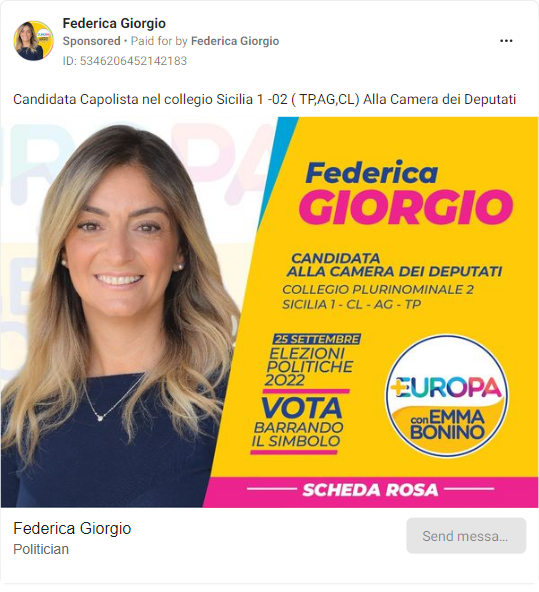 Federica Giorgio
Sponsored • Paid for by Federica Giorgio
ID: 5346206452142183
Candidata Capolista nel collegio Sicilia 1 -02 ( TP,AG,CL) Alla Camera dei Deputati
EUROPA
Federica
GIORGIO
CANDIDATA
ALLA CAMERA DEI DEPUTATI
COLLEGIO PLURINOMINALE 2
SICILIA 1 - CL - AG - TP
25 SETTEMBRE
ELEZIONI
POLITICHE
2022
VOTA
BARRANDO
IL SIMBOLO
+EUROPA
con EMMA
BONINO
SCHEDA ROSA
Federica Giorgio
Politician
Send messa...